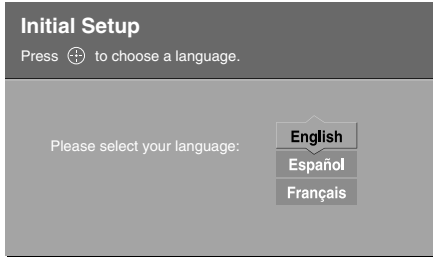 Initial Setup
Press to choose a language.
Please select your language:
English
Español
Français